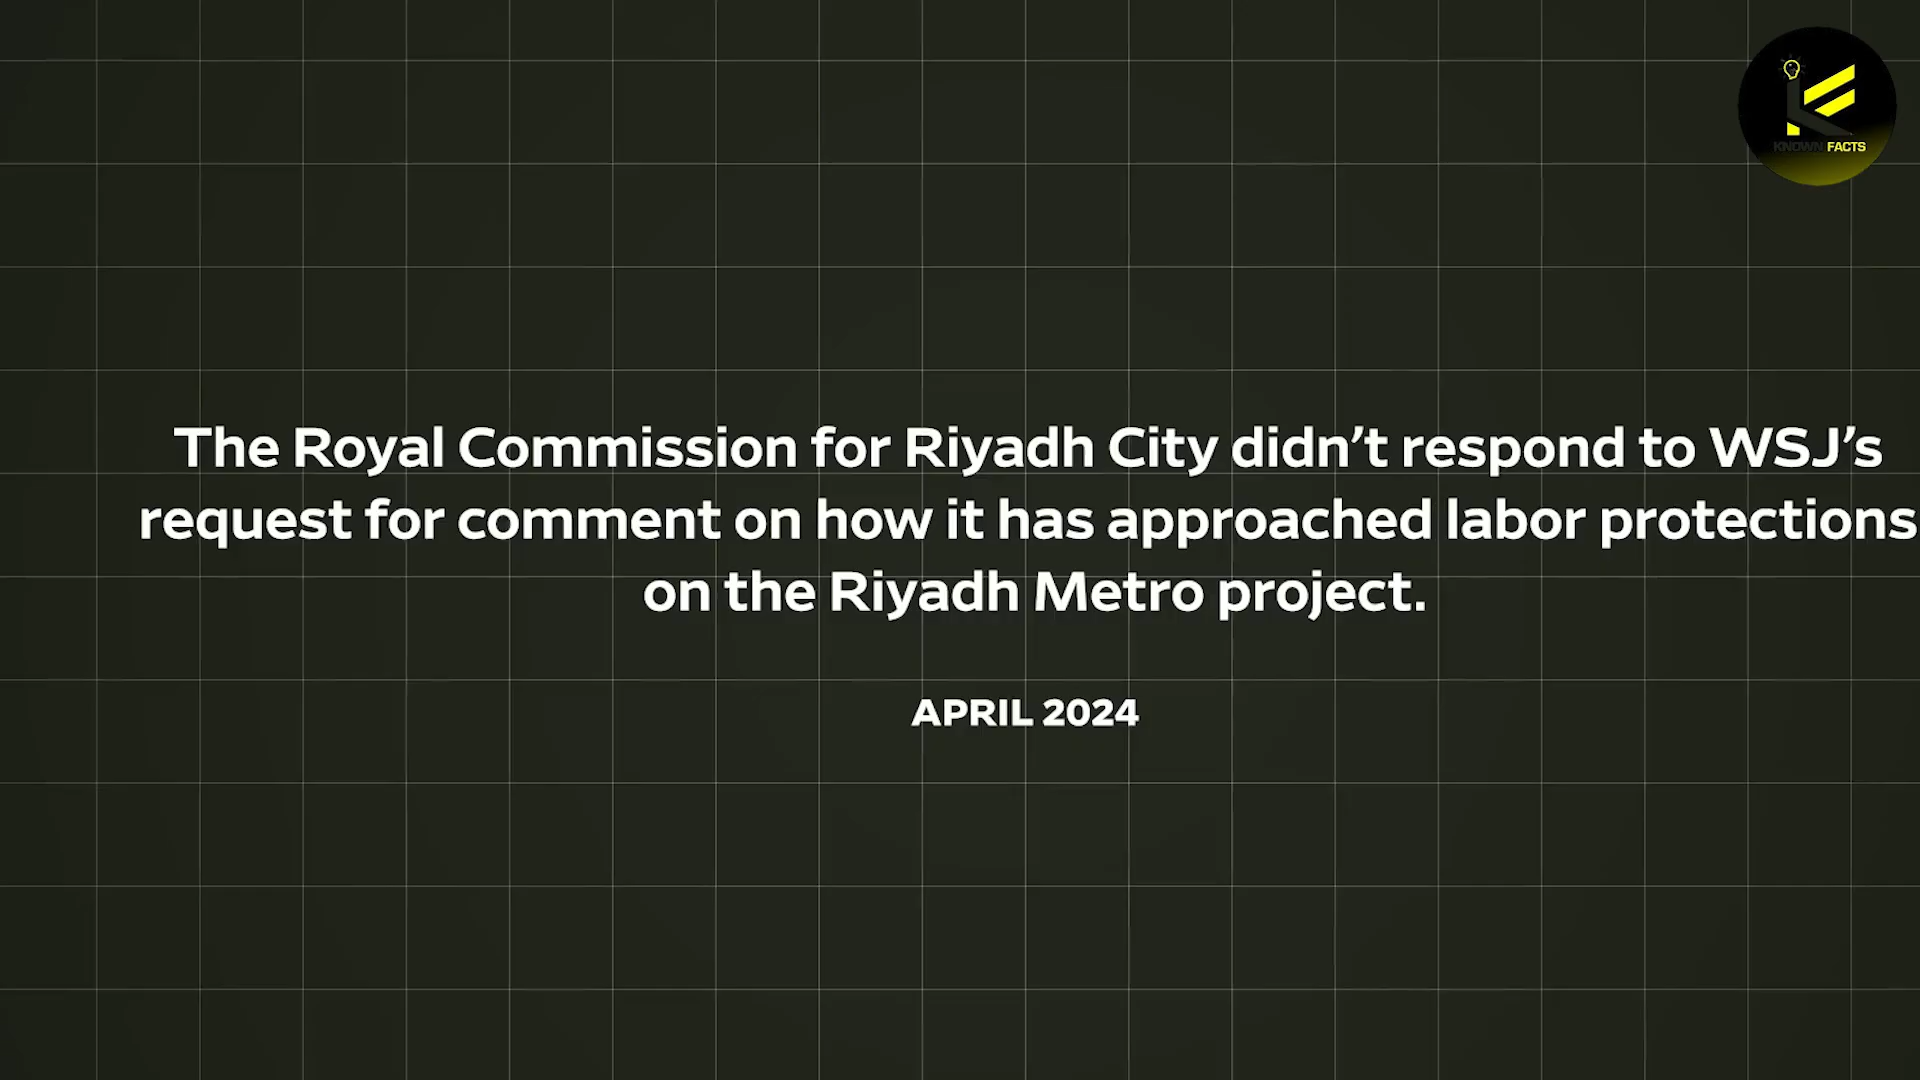 KNOWN FACTS
The Royal Commission for Riyadh City didn’t respond to WSJ’s
request for comment on how it has approached labor protections
on the Riyadh Metro project.
APRIL 2024